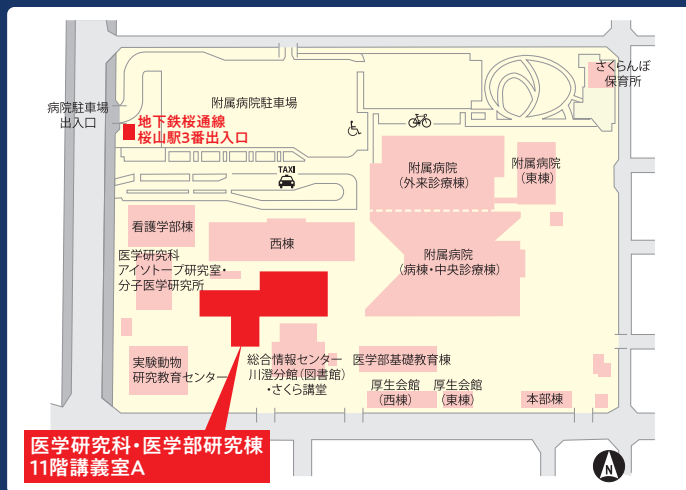 さくらんぼ
保育所
病院駐車場
出入口
附属病院駐車場
地下鉄桜通線
桜山駅3番出入口
TAXI
附属病院
(外来診療棟)
附属病院
(東棟)
看護学部棟
西棟
附属病院
(病棟・中央診療棟)
医学研究科
アイソトープ研究室・
分子医学研究所
実験動物
研究教育センター
総合情報センター
川澄分館(図書館)
・さくら講堂
医学部基礎教育棟
厚生会館
(西棟)
厚生会館
(東棟)
本部棟
医学研究科・医学部研究棟
11階講義室A
N